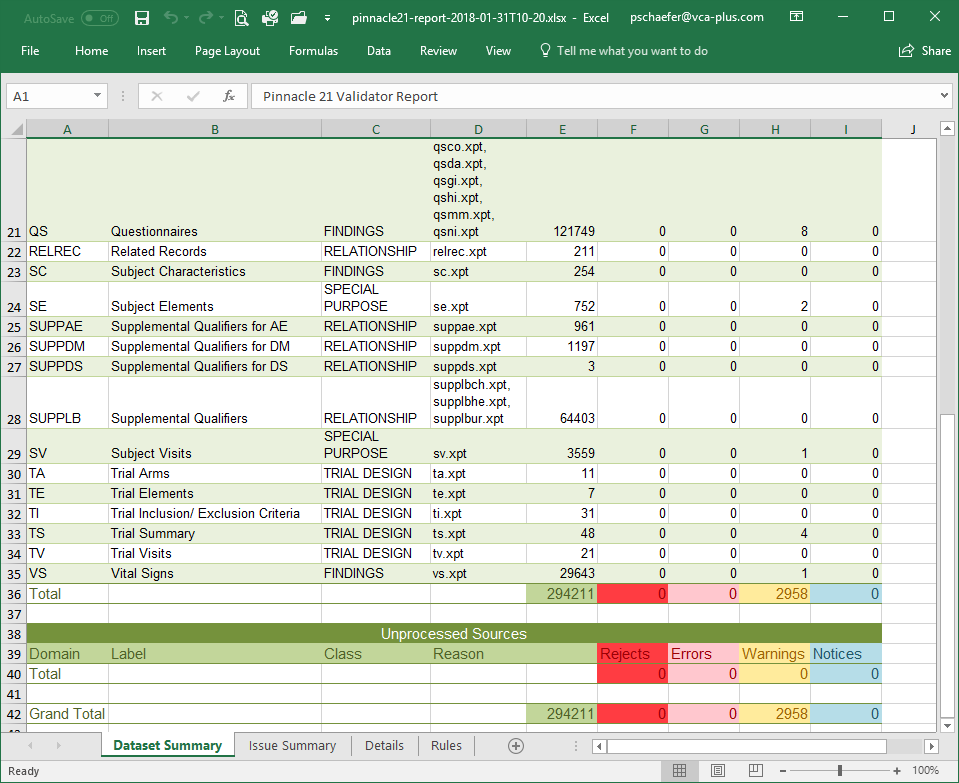 AutoSave Off pinnacle21-report-2018-01-31T10-20.xlsx - Excel pschaefer@vca-plus.com
File Home Insert Page Layout Formulas Data Review View Tell me what you want to do Share
A1 fx Pinnacle 21 Validator Report
A B C D E F G H I J
qsco.xpt,
qsda.xpt,
qsgi.xpt,
qshi.xpt,
qsmm.xpt,
21 QS Questionnaires FINDINGS qsni.xpt 121749 0 0 8 0
22 RELREC Related Records RELATIONSHIP relrec.xpt 211 0 0 0 0
23 SC Subject Characteristics FINDINGS sc.xpt 254 0 0 0 0
SPECIAL
24 SE Subject Elements PURPOSE se.xpt 752 0 0 2 0
25 SUPPAE Supplemental Qualifiers for AE RELATIONSHIP suppae.xpt 961 0 0 0 0
26 SUPPDM Supplemental Qualifiers for DM RELATIONSHIP suppdm.xpt 1197 0 0 0 0
27 SUPPDS Supplemental Qualifiers for DS RELATIONSHIP suppds.xpt 3 0 0 0 0
supplbch.xpt,
supplbhe.xpt,
28 SUPPLB Supplemental Qualifiers RELATIONSHIP supplbur.xpt 64403 0 0 0 0
SPECIAL
29 SV Subject Visits PURPOSE sv.xpt 3559 0 0 1 0
30 TA Trial Arms TRIAL DESIGN ta.xpt 11 0 0 0 0
31 TE Trial Elements TRIAL DESIGN te.xpt 7 0 0 0 0
32 TI Trial Inclusion/ Exclusion Criteria TRIAL DESIGN ti.xpt 31 0 0 0 0
33 TS Trial Summary TRIAL DESIGN ts.xpt 48 0 0 4 0
34 TV Trial Visits TRIAL DESIGN tv.xpt 21 0 0 0 0
35 VS Vital Signs FINDINGS vs.xpt 29643 0 0 1 0
36 Total 294211 0 0 2958 0
37
38 Unprocessed Sources
39 Domain Label Class Reason Rejects Errors Warnings Notices
40 Total 0 0 0 0
41
42 Grand Total 294211 0 0 2958 0
Dataset Summary Issue Summary Details Rules
Ready 100%